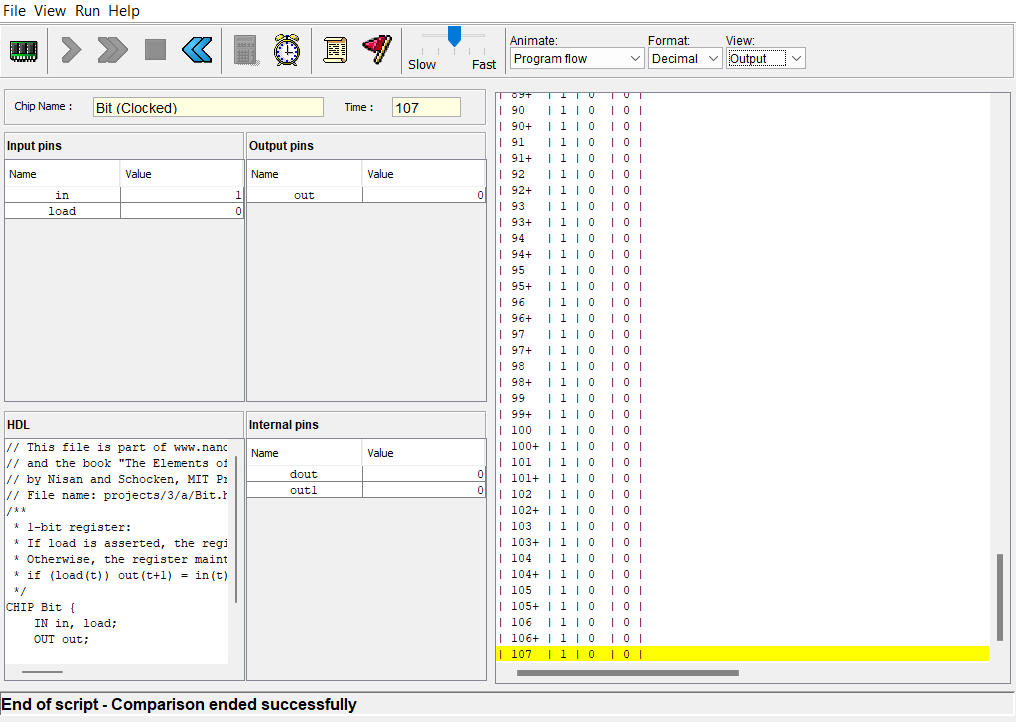 File View Run Help
Slow Fast
Animate: Format: View:
Program flow Decimal Output
Chip Name : Bit (Clocked) Time : 107
Input pins
Name Value
in 1
load 0
Output pins
Name Value
out 0
HDL
// This file is part of www.nand
// and the book "The Elements of
// by Nisan and Schocken, MIT Pr
// File name: projects/3/a/Bit.h
/**
* 1-bit register:
* If load is asserted, the regi
* Otherwise, the register maint
* if (load(t)) out(t+1) = in(t)
*/
CHIP Bit {
IN in, load;
OUT out;
Internal pins
Name Value
dout 0
out1 0
| 89+ | 1 | 0 | 0 |
| 90 | 1 | 0 | 0 |
| 90+ | 1 | 0 | 0 |
| 91 | 1 | 0 | 0 |
| 91+ | 1 | 0 | 0 |
| 92 | 1 | 0 | 0 |
| 92+ | 1 | 0 | 0 |
| 93 | 1 | 0 | 0 |
| 93+ | 1 | 0 | 0 |
| 94 | 1 | 0 | 0 |
| 94+ | 1 | 0 | 0 |
| 95 | 1 | 0 | 0 |
| 95+ | 1 | 0 | 0 |
| 96 | 1 | 0 | 0 |
| 96+ | 1 | 0 | 0 |
| 97 | 1 | 0 | 0 |
| 97+ | 1 | 0 | 0 |
| 98 | 1 | 0 | 0 |
| 98+ | 1 | 0 | 0 |
| 99 | 1 | 0 | 0 |
| 99+ | 1 | 0 | 0 |
| 100 | 1 | 0 | 0 |
| 100+ | 1 | 0 | 0 |
| 101 | 1 | 0 | 0 |
| 101+ | 1 | 0 | 0 |
| 102 | 1 | 0 | 0 |
| 102+ | 1 | 0 | 0 |
| 103 | 1 | 0 | 0 |
| 103+ | 1 | 0 | 0 |
| 104 | 1 | 0 | 0 |
| 104+ | 1 | 0 | 0 |
| 105 | 1 | 0 | 0 |
| 105+ | 1 | 0 | 0 |
| 106 | 1 | 0 | 0 |
| 106+ | 1 | 0 | 0 |
| 107 | 1 | 0 | 0 |
End of script - Comparison ended successfully